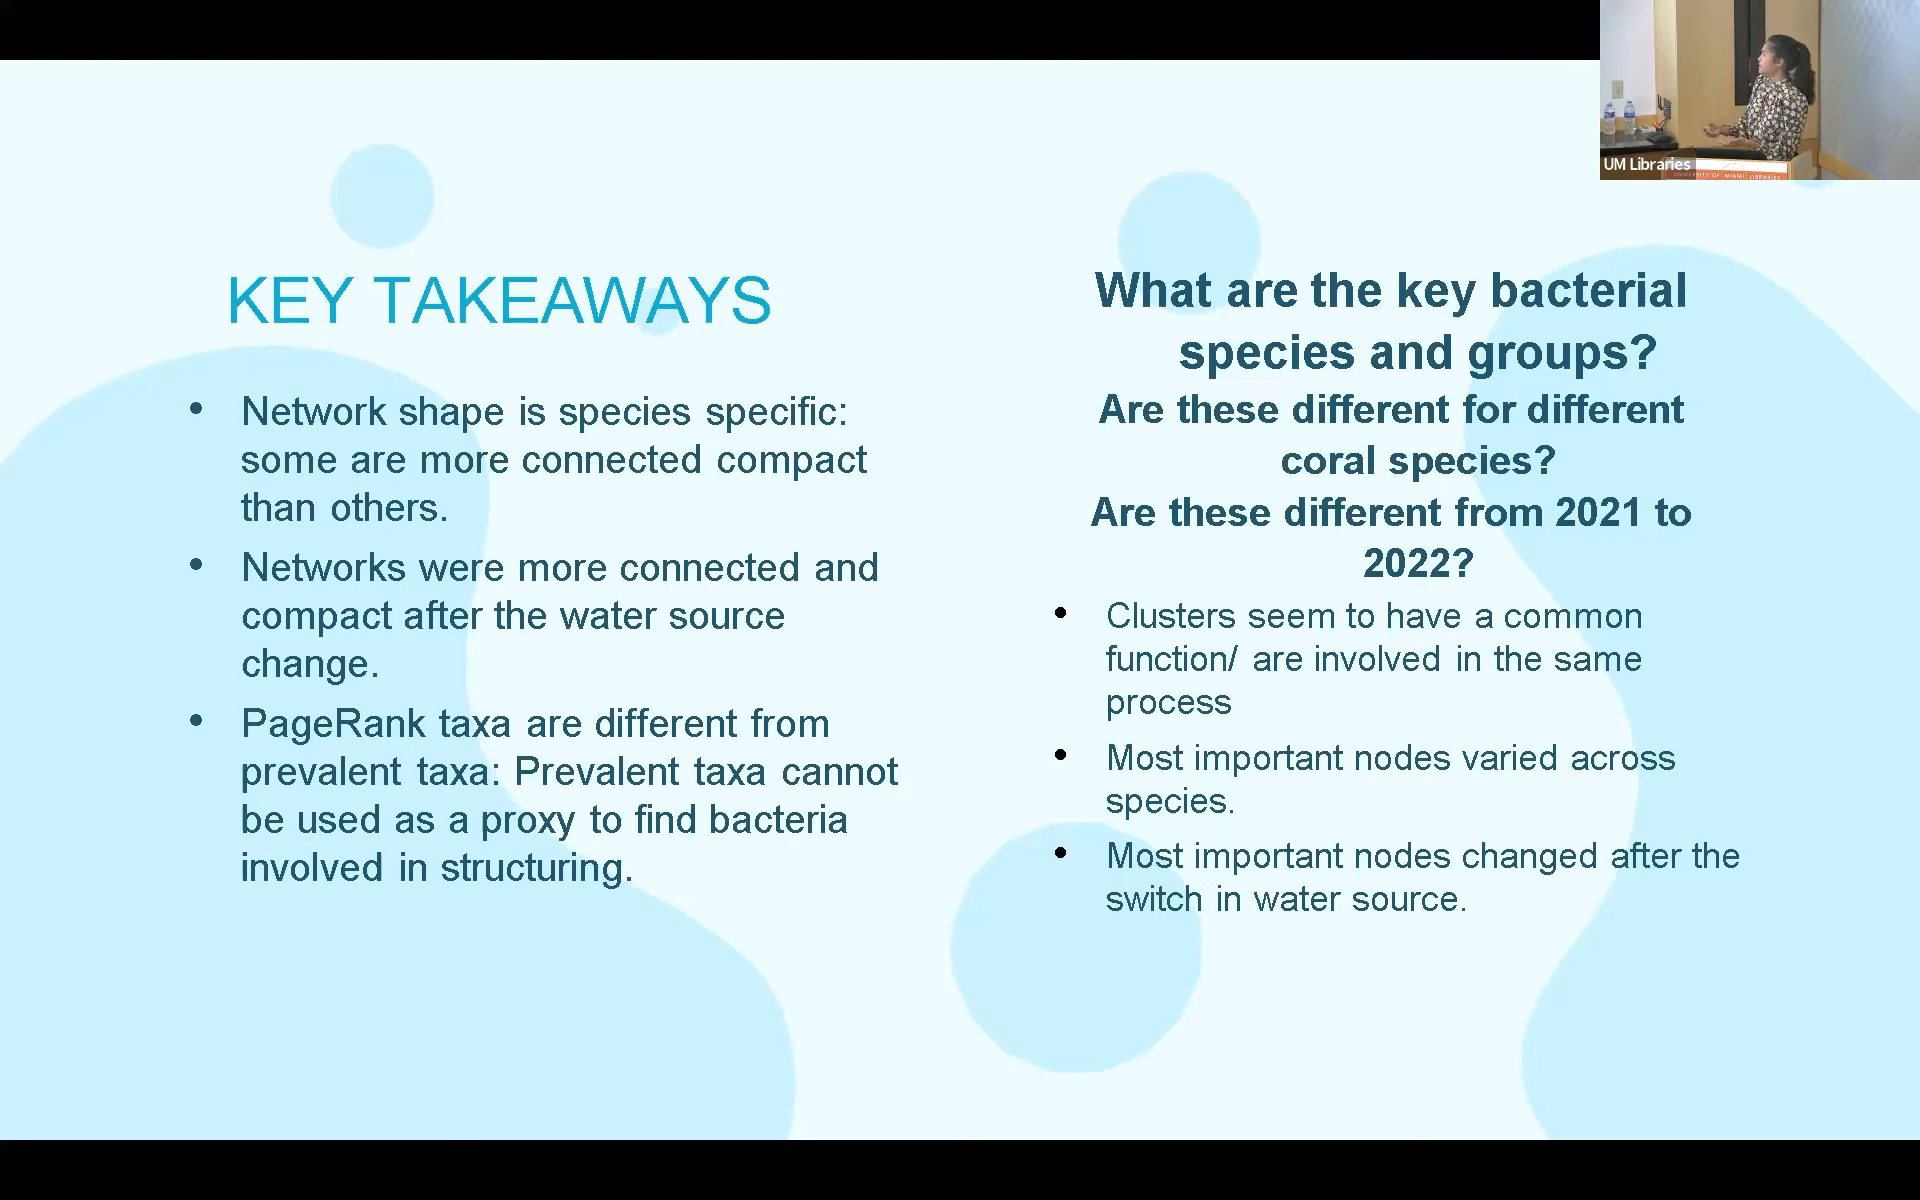 KEY TAKEAWAYS
• Network shape is species specific:
some are more connected compact
than others.
• Networks were more connected and
compact after the water source
change.
• PageRank taxa are different from
prevalent taxa: Prevalent taxa cannot
be used as a proxy to find bacteria
involved in structuring.
What are the key bacterial
species and groups?
Are these different for different
coral species?
Are these different from 2021 to
2022?
• Clusters seem to have a common
function/ are involved in the same
process
• Most important nodes varied across
species.
• Most important nodes changed after the
switch in water source.
UM Libraries
UNIVERSITY OF MIAMI LIBRARIES